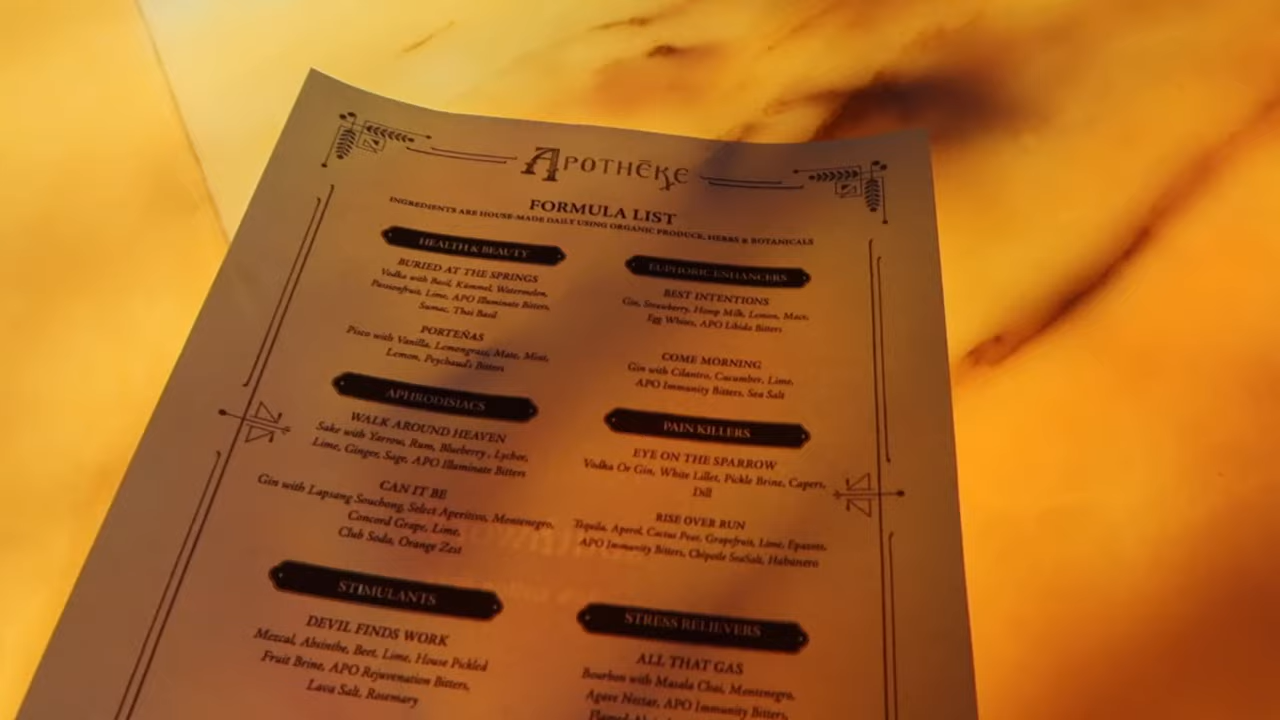 APOTHĒKE
FORMULA LIST
INGREDIENTS ARE HOUSE-MADE DAILY USING ORGANIC PRODUCE, HERBS & BOTANICALS
HEALTH & BEAUTY
BURIED AT THE SPRINGS
Vodka with Basil, Kümmel, Watermelon,
Passionfruit, Lime, APO Illuminate Bitters,
Sumac, Thai Basil
PORTEÑAS
Pisco with Vanilla, Lemongrass, Mate, Mint,
Lemon, Peychaud's Bitters
APHRODISIACS
WALK AROUND HEAVEN
Sake with Yarrow, Rum, Blueberry, Lychee,
Lime, Ginger, Sage, APO Illuminate Bitters
CAN IT BE
Gin with Lapsang Souchong, Select Aperitivo, Montenegro,
Concord Grape, Lime,
Club Soda, Orange Zest
STIMULANTS
DEVIL FINDS WORK
Mezcal, Absinthe, Beet, Lime, House Pickled
Fruit Brine, APO Rejuvenation Bitters,
Lava Salt, Rosemary
EUPHORIC ENHANCERS
BEST INTENTIONS
Gin, Strawberry, Hemp Milk, Lemon, Mace,
Egg Whites, APO Libido Bitters
COME MORNING
Gin with Cilantro, Cucumber, Lime,
APO Immunity Bitters, Sea Salt
PAIN KILLERS
EYE ON THE SPARROW
Vodka Or Gin, White Lillet, Pickle Brine, Capers,
Dill
RISE OVER RUN
Tequila, Aperol, Cactus Pear, Grapefruit, Lime, Epazote,
APO Immunity Bitters, Chipotle SeaSalt, Habanero
STRESS RELIEVERS
ALL THAT GAS
Bourbon with Masala Chai, Montenegro,
Agave Nectar, APO Immunity Bitters,